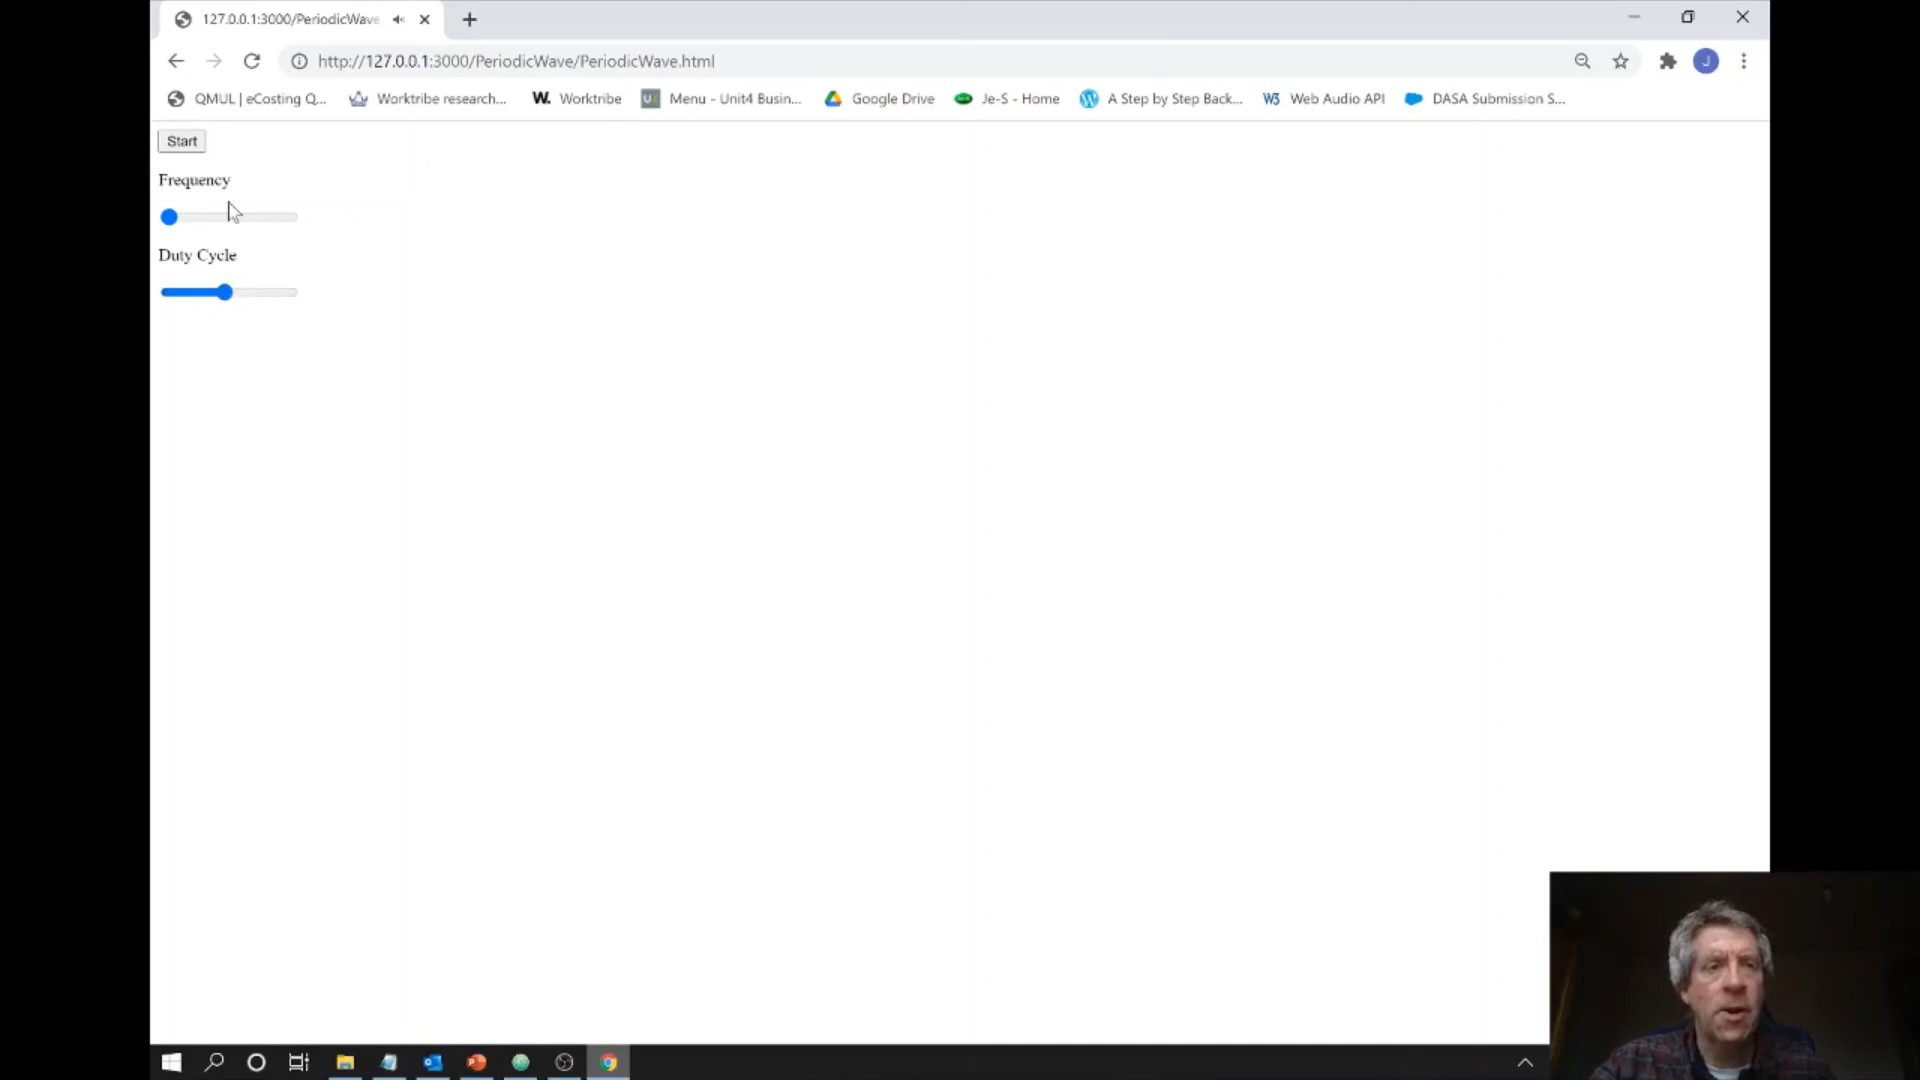 127.0.0.1:3000/PeriodicWave
http://127.0.0.1:3000/PeriodicWave/PeriodicWave.html
J
QMUL | eCosting Q... Worktribe research... W. Worktribe Menu - Unit4 Busin... Google Drive Je-S - Home A Step by Step Back... W3 Web Audio API DASA Submission S...
Start
Frequency
Duty Cycle